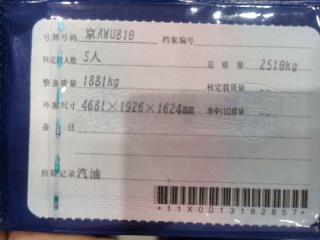 号牌号码 京AWU810 档案编号
核定载人数 5人 总质量 2510kg
整备质量 1881kg 核定载质量
外廓尺寸 4681×1926×1624mm 准牵引总质量
备注
检验记录 汽油
*11X0013162857*